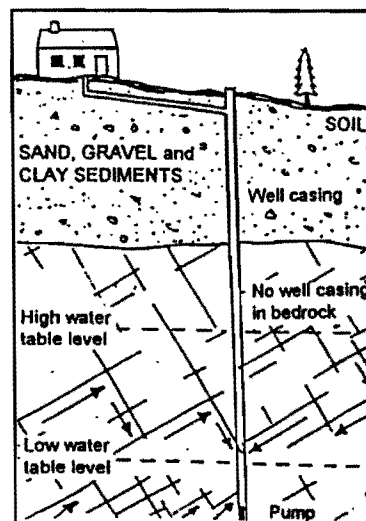 SOIL
SAND, GRAVEL and
CLAY SEDIMENTS
Well casing
No well casing
in bedrock
High water
table level
Low water
table level
Pump